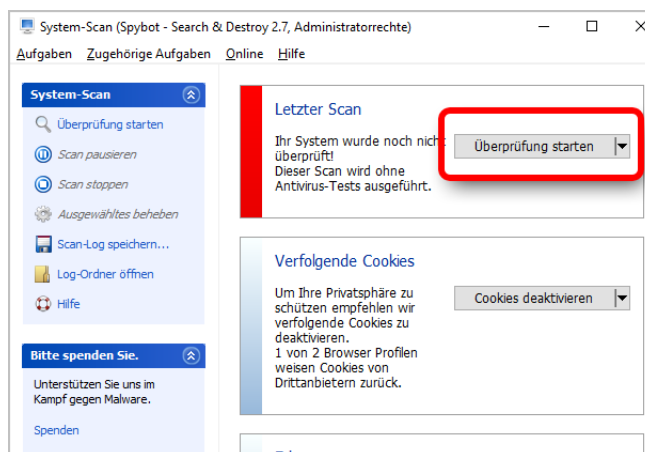 System-Scan (Spybot - Search & Destroy 2.7, Administratorrechte)
Aufgaben Zugehörige Aufgaben Online Hilfe
System-Scan
Überprüfung starten
Scan pausieren
Scan stoppen
Ausgewähltes beheben
Scan-Log speichern...
Log-Ordner öffnen
Hilfe
Bitte spenden Sie.
Unterstützen Sie uns im
Kampf gegen Malware.
Spenden
Letzter Scan
Ihr System wurde noch nicht
überprüft!
Dieser Scan wird ohne
Antivirus-Tests ausgeführt.
Überprüfung starten
Verfolgende Cookies
Um Ihre Privatsphäre zu
schützen empfehlen wir
verfolgende Cookies zu
deaktivieren.
1 von 2 Browser Profilen
weisen Cookies von
Drittanbietern zurück.
Cookies deaktivieren